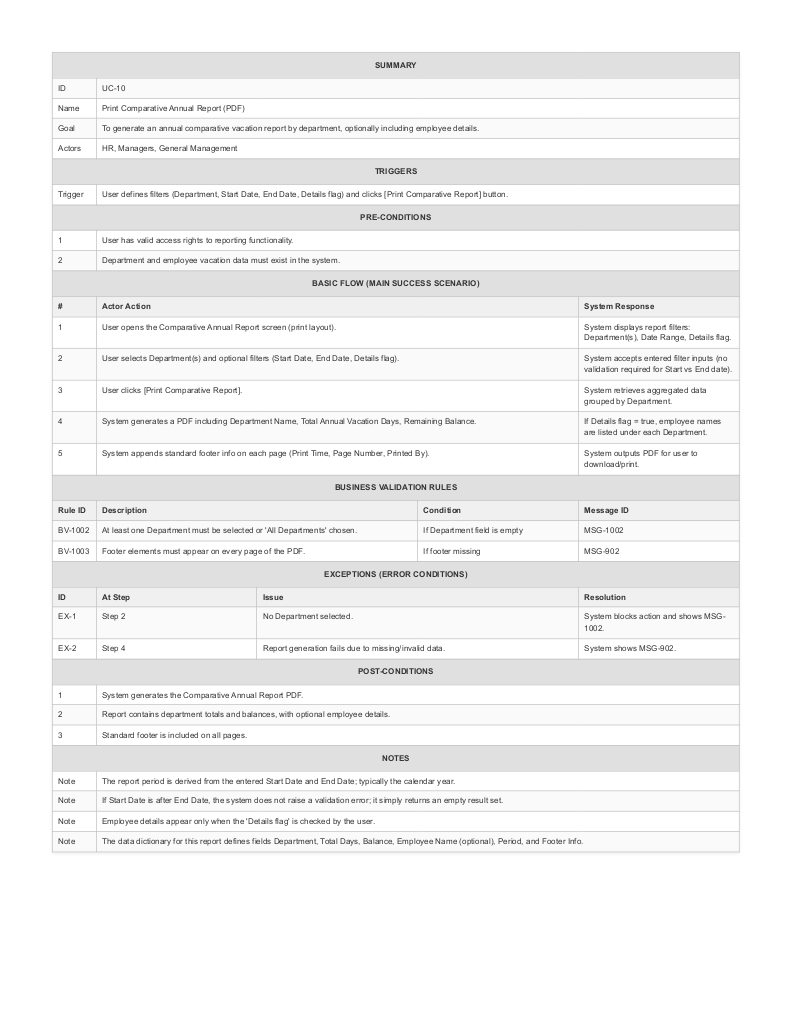 SUMMARY
ID UC-10
Name Print Comparative Annual Report (PDF)
Goal To generate an annual comparative vacation report by department, optionally including employee details.
Actors HR, Managers, General Management
TRIGGERS
Trigger User defines filters (Department, Start Date, End Date, Details flag) and clicks [Print Comparative Report] button.
PRE-CONDITIONS
1 User has valid access rights to reporting functionality.
2 Department and employee vacation data must exist in the system.
BASIC FLOW (MAIN SUCCESS SCENARIO)
# Actor Action System Response
1 User opens the Comparative Annual Report screen (print layout). System displays report filters:
Department(s), Date Range, Details flag.
2 User selects Department(s) and optional filters (Start Date, End Date, Details flag). System accepts entered filter inputs (no
validation required for Start vs End date).
3 User clicks [Print Comparative Report]. System retrieves aggregated data
grouped by Department.
4 System generates a PDF including Department Name, Total Annual Vacation Days, Remaining Balance. If Details flag = true, employee names
are listed under each Department.
5 System appends standard footer info on each page (Print Time, Page Number, Printed By). System outputs PDF for user to
download/print.
BUSINESS VALIDATION RULES
Rule ID Description Condition Message ID
BV-1002 At least one Department must be selected or 'All Departments' chosen. If Department field is empty MSG-1002
BV-1003 Footer elements must appear on every page of the PDF. If footer missing MSG-902
EXCEPTIONS (ERROR CONDITIONS)
ID At Step Issue Resolution
EX-1 Step 2 No Department selected. System blocks action and shows MSG-
1002.
EX-2 Step 4 Report generation fails due to missing/invalid data. System shows MSG-902.
POST-CONDITIONS
1 System generates the Comparative Annual Report PDF.
2 Report contains department totals and balances, with optional employee details.
3 Standard footer is included on all pages.
NOTES
Note The report period is derived from the entered Start Date and End Date; typically the calendar year.
Note If Start Date is after End Date, the system does not raise a validation error; it simply returns an empty result set.
Note Employee details appear only when the 'Details flag' is checked by the user.
Note The data dictionary for this report defines fields Department, Total Days, Balance, Employee Name (optional), Period, and Footer Info.